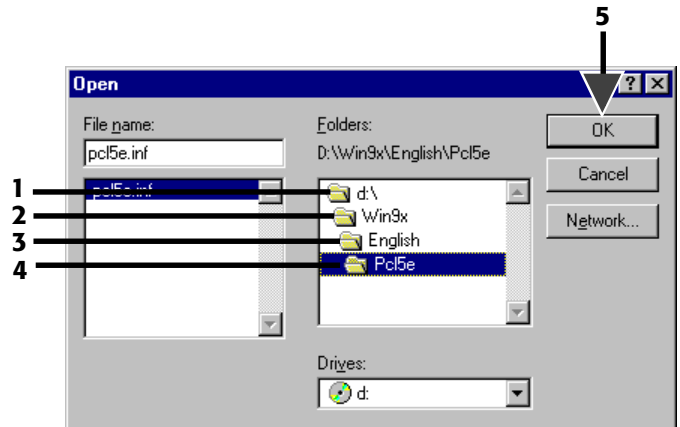 5
Open
File name:
Folders:
OK
pcl5e.inf
D:\Win9x\English\Pcl5e
Cancel
1
pcl5e.inf
d:\
2
Win9x
Network...
3
English
4
Pcl5e
Drives:
d: